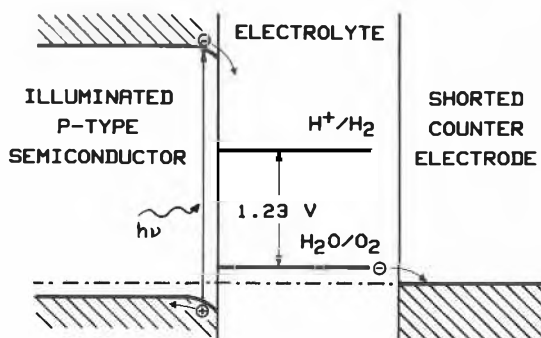 ELECTROLYTE
ILLUMINATED
P-TYPE
SEMICONDUCTOR
hν
⊖
⊕
H⁺/H₂
1.23 V
H₂O/O₂
⊖
SHORTED
COUNTER
ELECTRODE